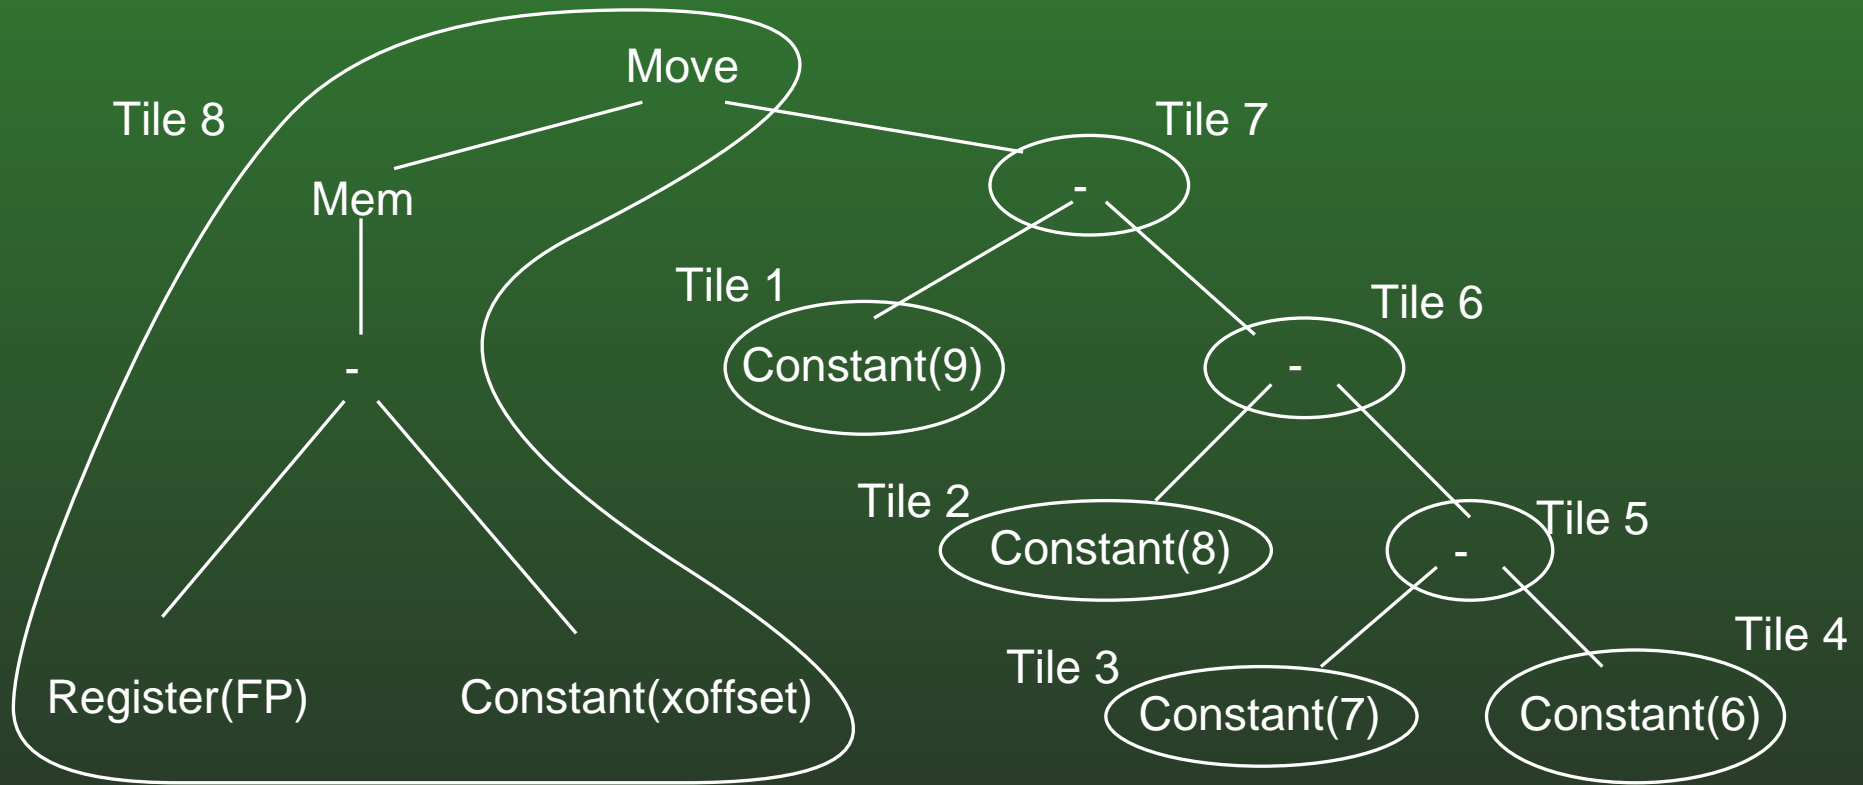 Move
Tile 8
Tile 7
Mem
-
Tile 1
Tile 6
Constant(9)
-
-
Tile 2
Tile 5
Constant(8)
-
Tile 3
Tile 4
Register(FP)
Constant(xoffset)
Constant(7)
Constant(6)